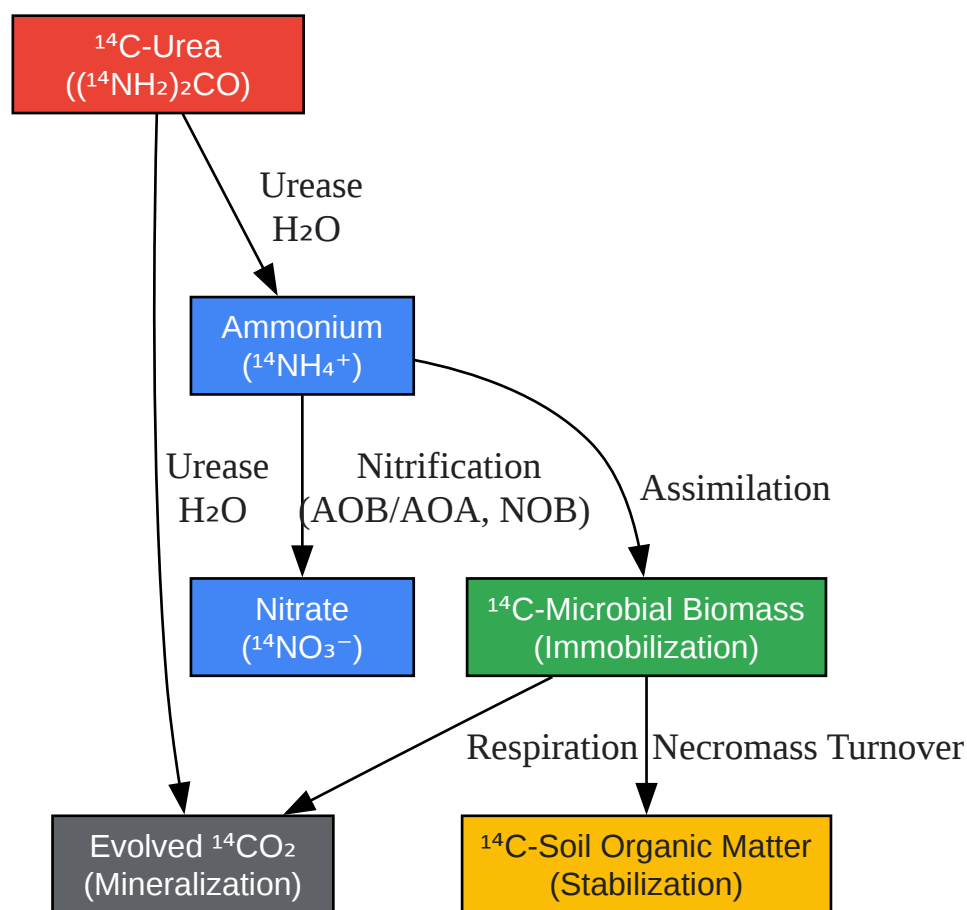 ¹⁴C-Urea
((¹⁴NH₂)₂CO)
Urease
H₂O
Ammonium
(¹⁴NH₄⁺)
Urease
H₂O
Nitrification
(AOB/AOA, NOB)
Assimilation
Nitrate
(¹⁴NO₃⁻)
¹⁴C-Microbial Biomass
(Immobilization)
Respiration
Necromass Turnover
Evolved ¹⁴CO₂
(Mineralization)
¹⁴C-Soil Organic Matter
(Stabilization)